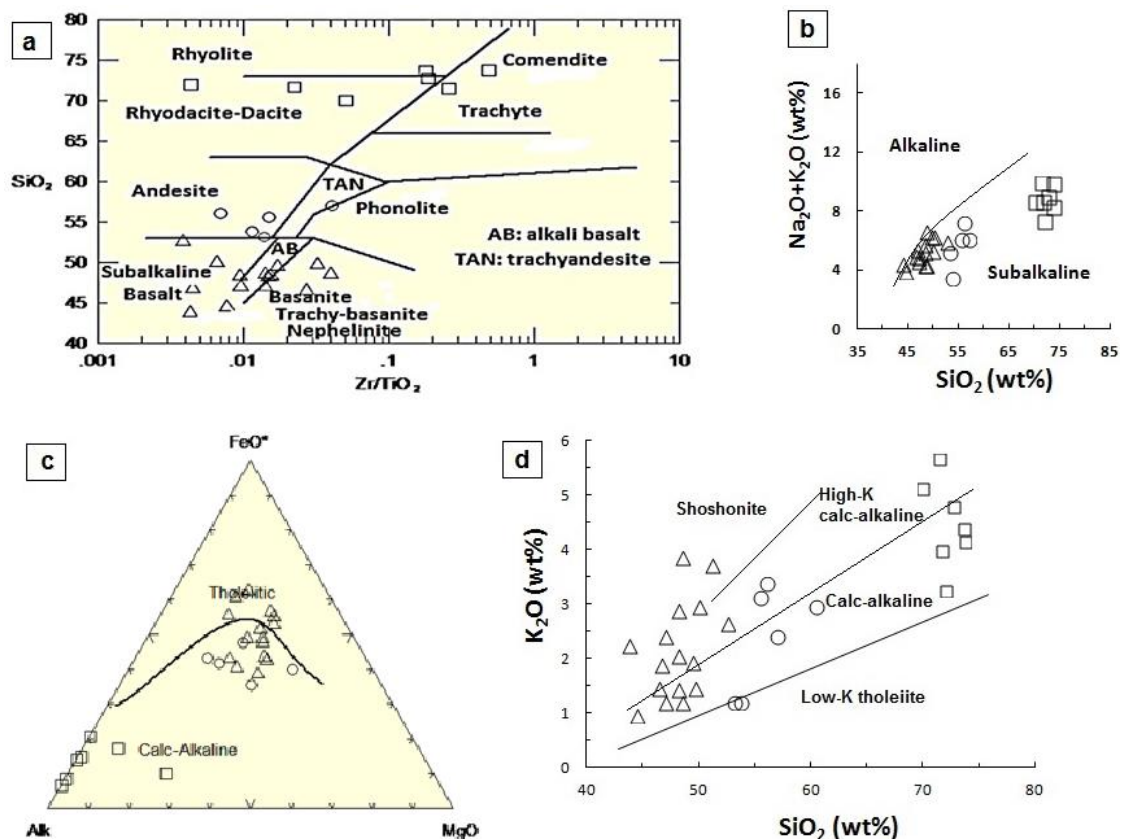 a
80
75
70
65
60
55
50
45
40
SiO₂
Rhyolite
Comendite
Rhyodacite-Dacite
Trachyte
TAN
Andesite
Phonolite
AB
AB: alkali basalt
TAN: trachyandesite
Subalkaline
Basalt
Basanite
Trachy-basanite
Nephelinite
.001
.01
.1
1
10
Zr/TiO₂
b
16
12
8
4
0
Na₂O+K₂O (wt%)
Alkaline
Subalkaline
35
45
55
65
75
85
SiO₂ (wt%)
c
FeO*
Tholeiitic
Calc-Alkaline
Alk
MgO
d
6
5
4
3
2
1
0
K₂O (wt%)
Shoshonite
High-K
calc-alkaline
Calc-alkaline
Low-K tholeiite
40
50
60
70
80
SiO₂ (wt%)